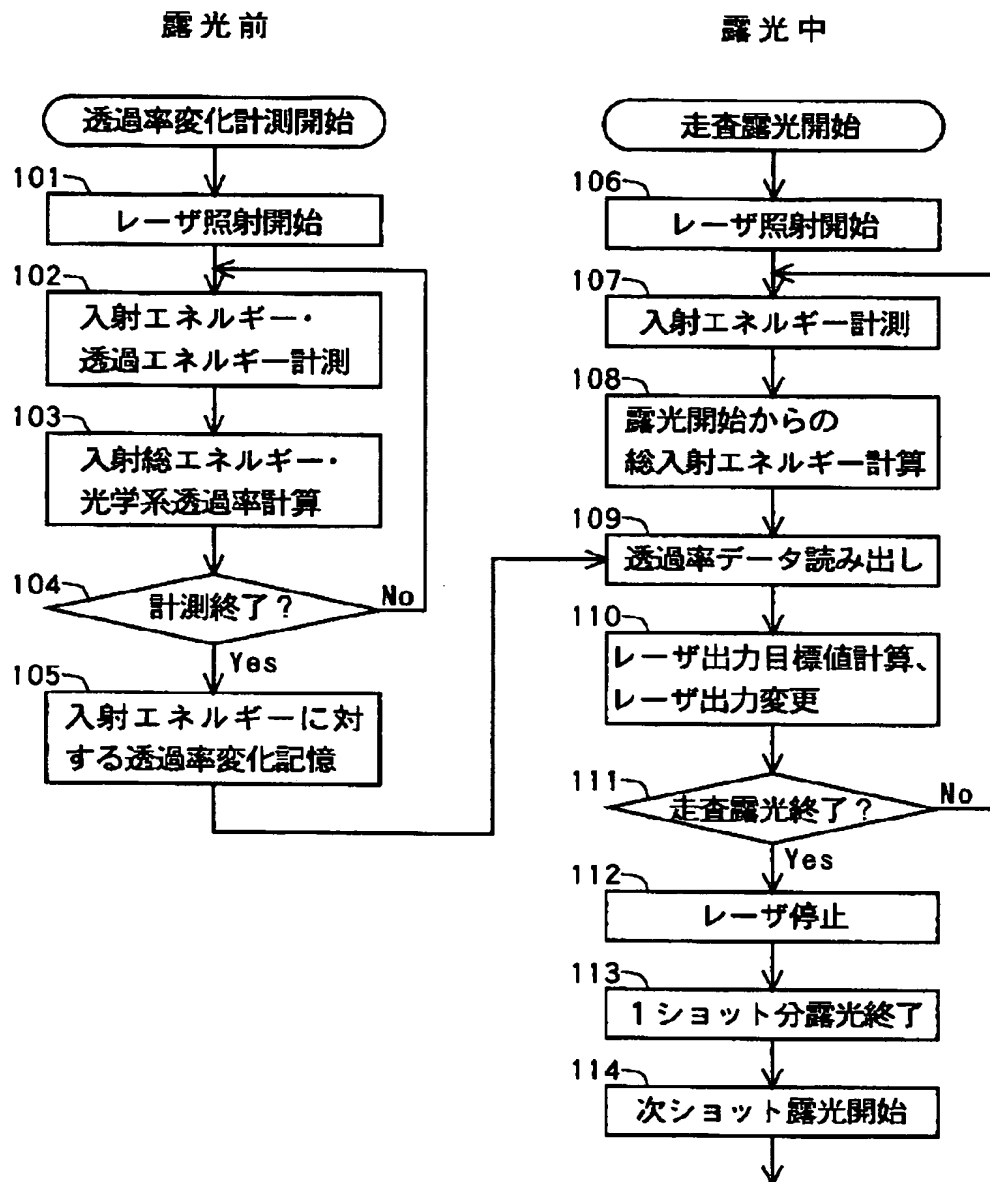 露光前
透過率変化計測開始
101
レーザ照射開始
102
入射エネルギー・
透過エネルギー計測
103
入射総エネルギー・
光学系透過率計算
104
計測終了？
No
Yes
105
入射エネルギーに対
する透過率変化記憶
露光中
走査露光開始
106
レーザ照射開始
107
入射エネルギー計測
108
露光開始からの
総入射エネルギー計算
109
透過率データ読み出し
110
レーザ出力目標値計算、
レーザ出力変更
111
走査露光終了？
No
Yes
112
レーザ停止
113
1ショット分露光終了
114
次ショット露光開始